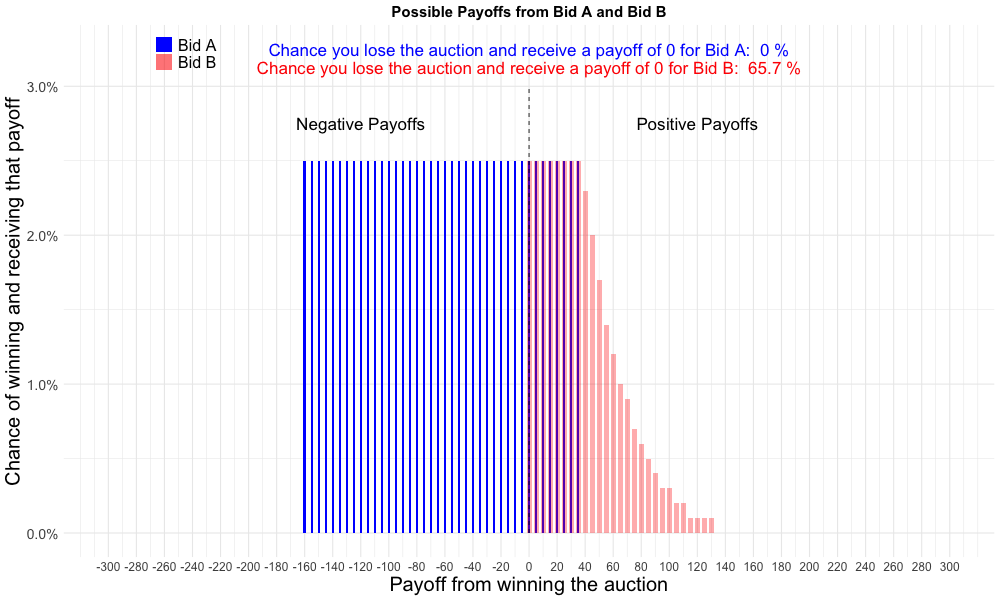 Possible Payoffs from Bid A and Bid B
Bid A
Bid B
Chance you lose the auction and receive a payoff of 0 for Bid A:  0 %
Chance you lose the auction and receive a payoff of 0 for Bid B:  65.7 %
Negative Payoffs
Positive Payoffs
Chance of winning and receiving that payoff
3.0%
2.0%
1.0%
0.0%
-300 -280 -260 -240 -220 -200 -180 -160 -140 -120 -100 -80 -60 -40 -20 0 20 40 60 80 100 120 140 160 180 200 220 240 260 280 300
Payoff from winning the auction